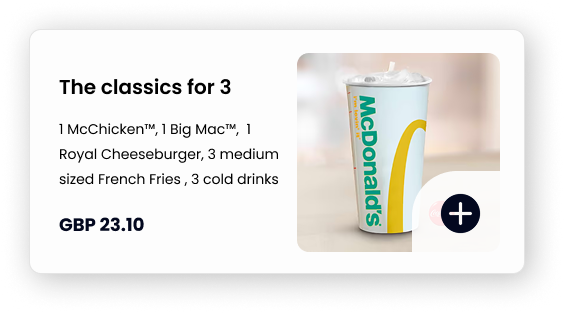 The classics for 3
1 McChicken™, 1 Big Mac™, 1
Royal Cheeseburger, 3 medium
sized French Fries , 3 cold drinks
GBP 23.10
McDonald's